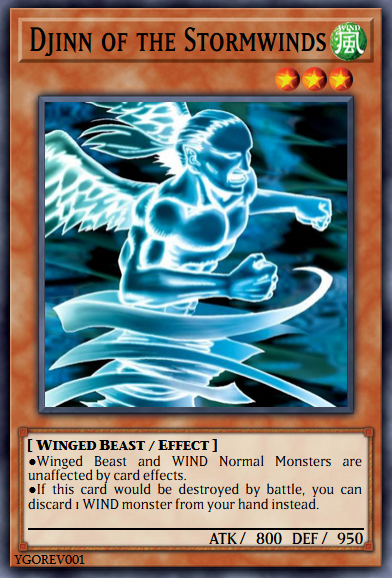 Djinn of the Stormwinds
WIND
風
[ Winged Beast / Effect ]
●Winged Beast and WIND Normal Monsters are
unaffected by card effects.
●If this card would be destroyed by battle, you can
discard 1 WIND monster from your hand instead.
ATK / 800 DEF / 950
YGOREV001